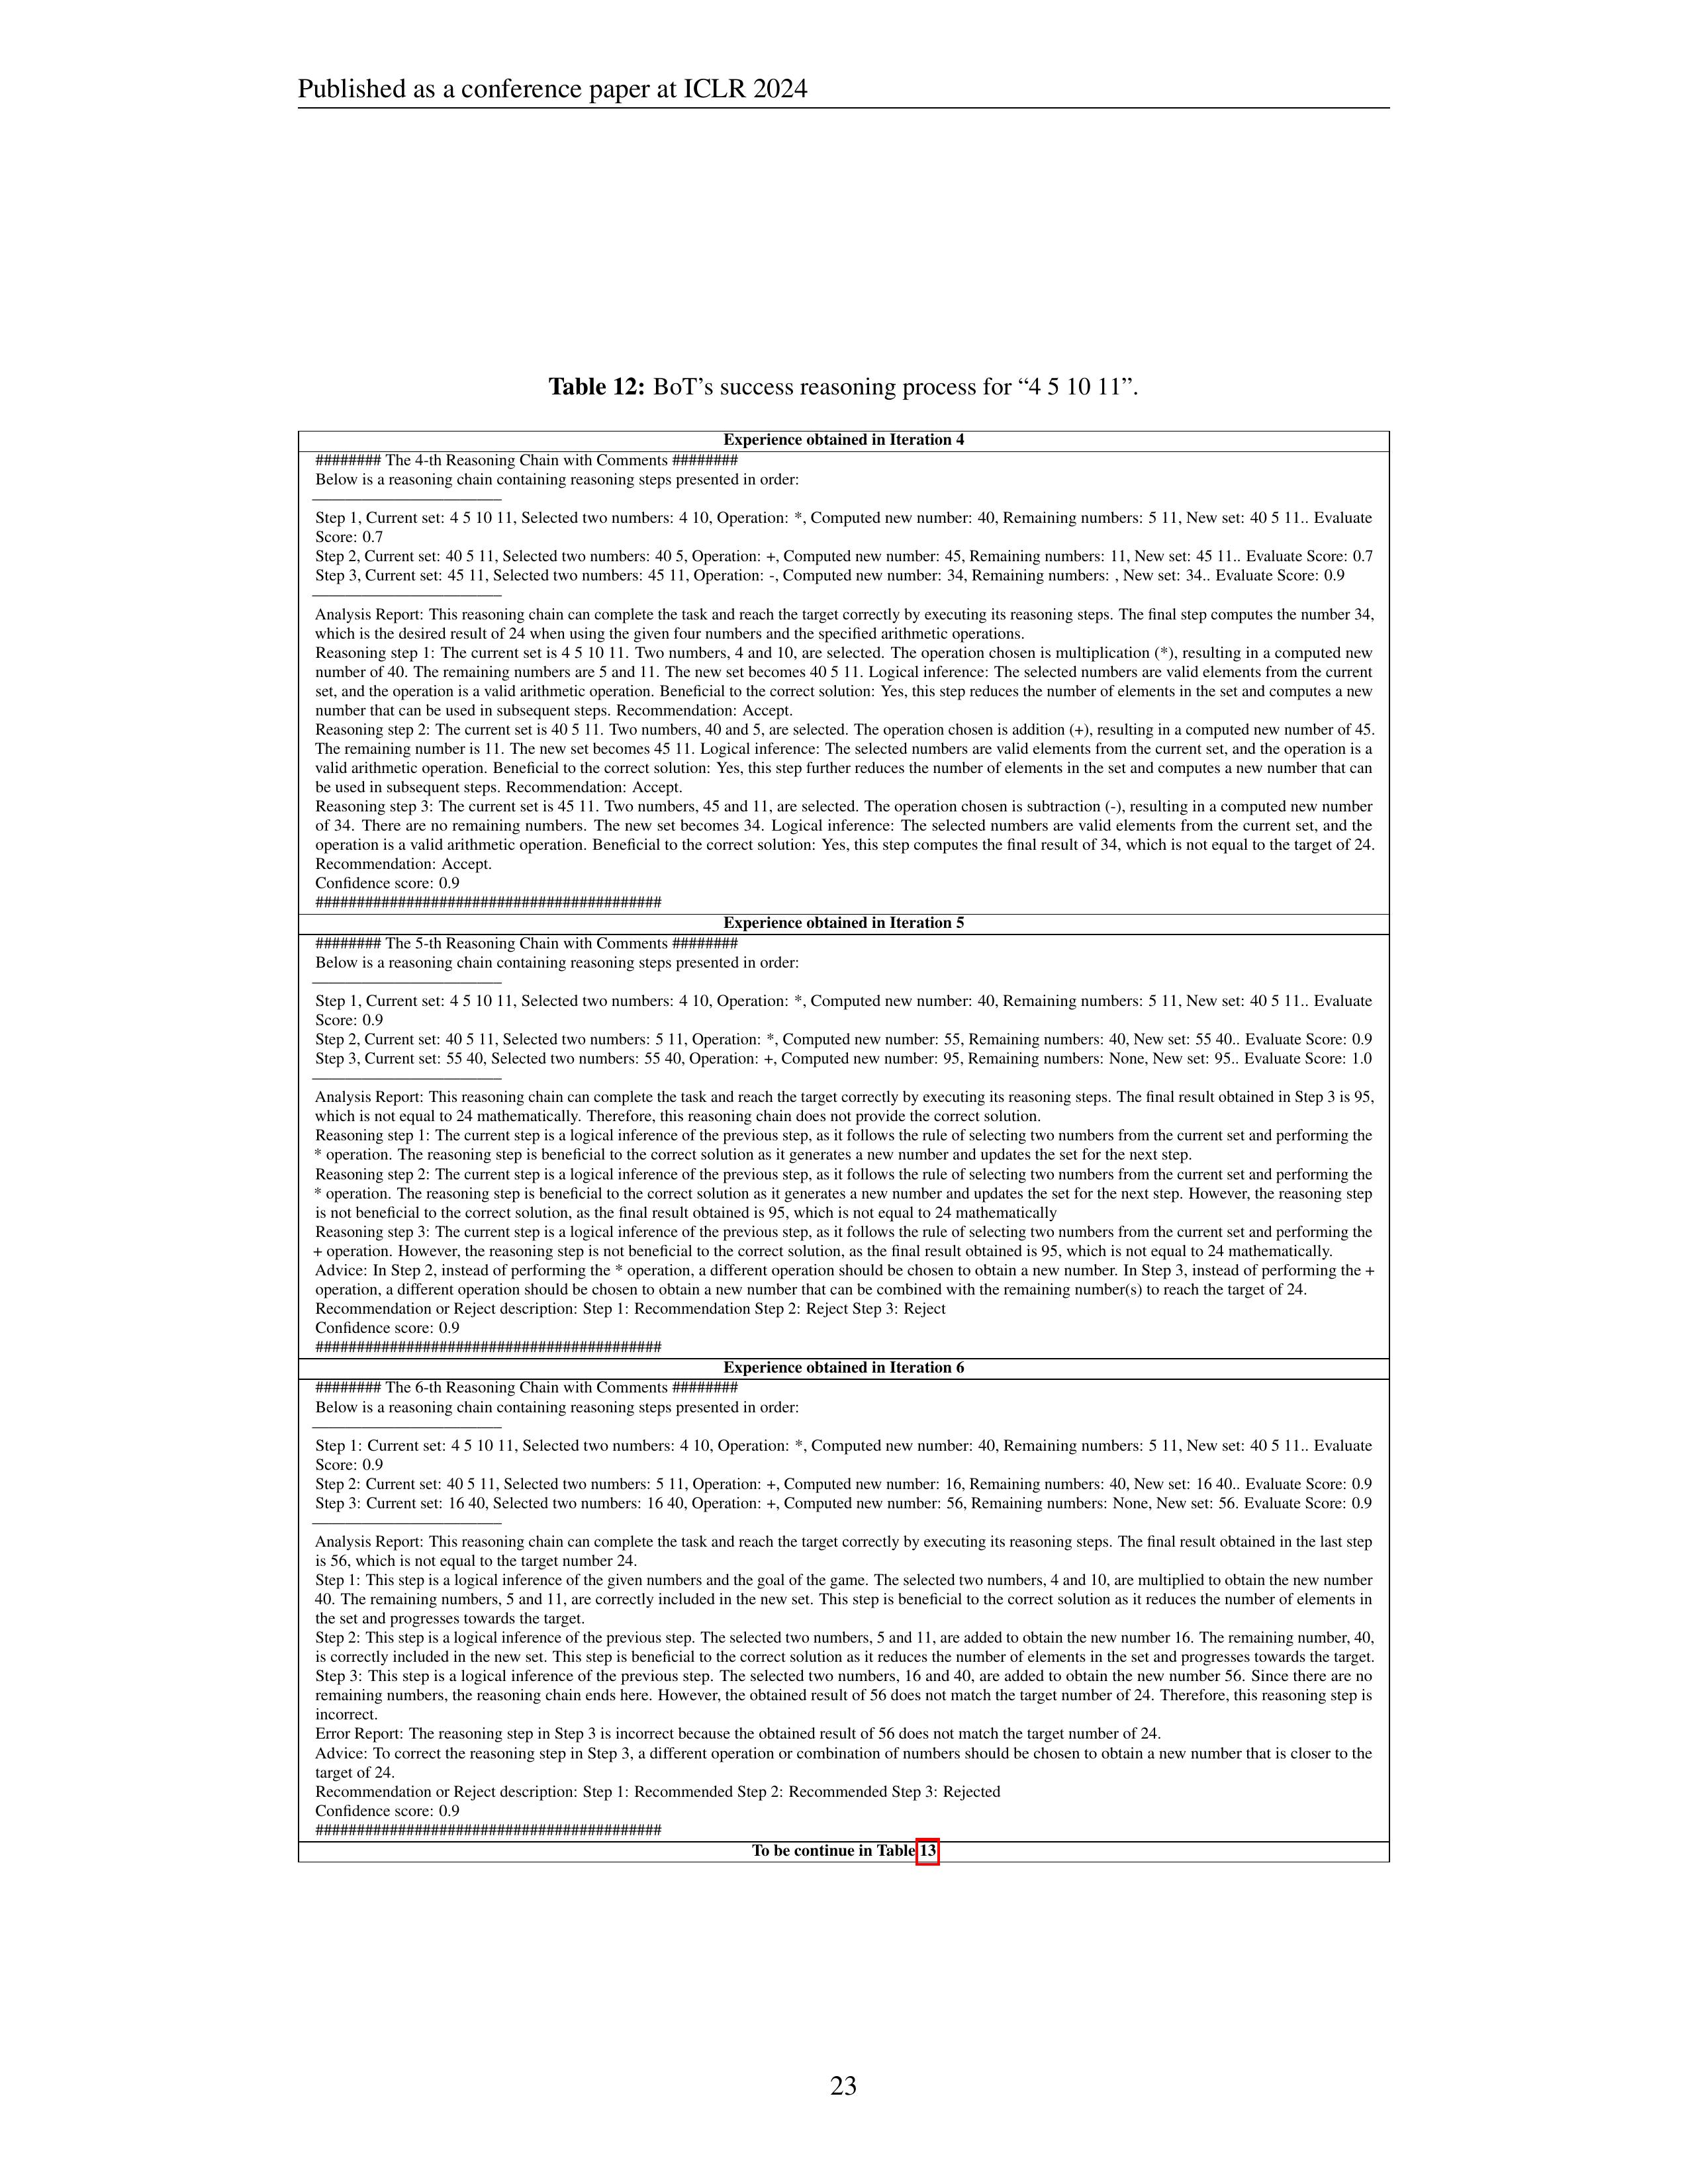 Published as a conference paper at ICLR 2024
Table 12: BoT’s success reasoning process for “4 5 10 11”.
Experience obtained in Iteration 4
######## The 4-th Reasoning Chain with Comments ########
Below is a reasoning chain containing reasoning steps presented in order:
Step 1, Current set: 4 5 10 11, Selected two numbers: 4 10, Operation: *, Computed new number: 40, Remaining numbers: 5 11, New set: 40 5 11.. Evaluate
Score: 0.7
Step 2, Current set: 40 5 11, Selected two numbers: 40 5, Operation: +, Computed new number: 45, Remaining numbers: 11, New set: 45 11.. Evaluate Score: 0.7
Step 3, Current set: 45 11, Selected two numbers: 45 11, Operation: -, Computed new number: 34, Remaining numbers: , New set: 34.. Evaluate Score: 0.9
Analysis Report: This reasoning chain can complete the task and reach the target correctly by executing its reasoning steps. The final step computes the number 34,
which is the desired result of 24 when using the given four numbers and the specified arithmetic operations.
Reasoning step 1: The current set is 4 5 10 11. Two numbers, 4 and 10, are selected. The operation chosen is multiplication (*), resulting in a computed new
number of 40. The remaining numbers are 5 and 11. The new set becomes 40 5 11. Logical inference: The selected numbers are valid elements from the current
set, and the operation is a valid arithmetic operation. Beneficial to the correct solution: Yes, this step reduces the number of elements in the set and computes a new
number that can be used in subsequent steps. Recommendation: Accept.
Reasoning step 2: The current set is 40 5 11. Two numbers, 40 and 5, are selected. The operation chosen is addition (+), resulting in a computed new number of 45.
The remaining number is 11. The new set becomes 45 11. Logical inference: The selected numbers are valid elements from the current set, and the operation is a
valid arithmetic operation. Beneficial to the correct solution: Yes, this step further reduces the number of elements in the set and computes a new number that can
be used in subsequent steps. Recommendation: Accept.
Reasoning step 3: The current set is 45 11. Two numbers, 45 and 11, are selected. The operation chosen is subtraction (-), resulting in a computed new number
of 34. There are no remaining numbers. The new set becomes 34. Logical inference: The selected numbers are valid elements from the current set, and the
operation is a valid arithmetic operation. Beneficial to the correct solution: Yes, this step computes the final result of 34, which is not equal to the target of 24.
Recommendation: Accept.
Confidence score: 0.9
##########################################
Experience obtained in Iteration 5
######## The 5-th Reasoning Chain with Comments ########
Below is a reasoning chain containing reasoning steps presented in order:
Step 1, Current set: 4 5 10 11, Selected two numbers: 4 10, Operation: *, Computed new number: 40, Remaining numbers: 5 11, New set: 40 5 11.. Evaluate
Score: 0.9
Step 2, Current set: 40 5 11, Selected two numbers: 5 11, Operation: *, Computed new number: 55, Remaining numbers: 40, New set: 55 40.. Evaluate Score: 0.9
Step 3, Current set: 55 40, Selected two numbers: 55 40, Operation: +, Computed new number: 95, Remaining numbers: None, New set: 95.. Evaluate Score: 1.0
Analysis Report: This reasoning chain can complete the task and reach the target correctly by executing its reasoning steps. The final result obtained in Step 3 is 95,
which is not equal to 24 mathematically. Therefore, this reasoning chain does not provide the correct solution.
Reasoning step 1: The current step is a logical inference of the previous step, as it follows the rule of selecting two numbers from the current set and performing the
* operation. The reasoning step is beneficial to the correct solution as it generates a new number and updates the set for the next step.
Reasoning step 2: The current step is a logical inference of the previous step, as it follows the rule of selecting two numbers from the current set and performing the
* operation. The reasoning step is beneficial to the correct solution as it generates a new number and updates the set for the next step. However, the reasoning step
is not beneficial to the correct solution, as the final result obtained is 95, which is not equal to 24 mathematically
Reasoning step 3: The current step is a logical inference of the previous step, as it follows the rule of selecting two numbers from the current set and performing the
+ operation. However, the reasoning step is not beneficial to the correct solution, as the final result obtained is 95, which is not equal to 24 mathematically.
Advice: In Step 2, instead of performing the * operation, a different operation should be chosen to obtain a new number. In Step 3, instead of performing the +
operation, a different operation should be chosen to obtain a new number that can be combined with the remaining number(s) to reach the target of 24.
Recommendation or Reject description: Step 1: Recommendation Step 2: Reject Step 3: Reject
Confidence score: 0.9
##########################################
Experience obtained in Iteration 6
######## The 6-th Reasoning Chain with Comments ########
Below is a reasoning chain containing reasoning steps presented in order:
Step 1: Current set: 4 5 10 11, Selected two numbers: 4 10, Operation: *, Computed new number: 40, Remaining numbers: 5 11, New set: 40 5 11.. Evaluate
Score: 0.9
Step 2: Current set: 40 5 11, Selected two numbers: 5 11, Operation: +, Computed new number: 16, Remaining numbers: 40, New set: 16 40.. Evaluate Score: 0.9
Step 3: Current set: 16 40, Selected two numbers: 16 40, Operation: +, Computed new number: 56, Remaining numbers: None, New set: 56. Evaluate Score: 0.9
Analysis Report: This reasoning chain can complete the task and reach the target correctly by executing its reasoning steps. The final result obtained in the last step
is 56, which is not equal to the target number 24.
Step 1: This step is a logical inference of the given numbers and the goal of the game. The selected two numbers, 4 and 10, are multiplied to obtain the new number
40. The remaining numbers, 5 and 11, are correctly included in the new set. This step is beneficial to the correct solution as it reduces the number of elements in
the set and progresses towards the target.
Step 2: This step is a logical inference of the previous step. The selected two numbers, 5 and 11, are added to obtain the new number 16. The remaining number, 40,
is correctly included in the new set. This step is beneficial to the correct solution as it reduces the number of elements in the set and progresses towards the target.
Step 3: This step is a logical inference of the previous step. The selected two numbers, 16 and 40, are added to obtain the new number 56. Since there are no
remaining numbers, the reasoning chain ends here. However, the obtained result of 56 does not match the target number of 24. Therefore, this reasoning step is
incorrect.
Error Report: The reasoning step in Step 3 is incorrect because the obtained result of 56 does not match the target number of 24.
Advice: To correct the reasoning step in Step 3, a different operation or combination of numbers should be chosen to obtain a new number that is closer to the
target of 24.
Recommendation or Reject description: Step 1: Recommended Step 2: Recommended Step 3: Rejected
Confidence score: 0.9
##########################################
To be continue in Table 13
23